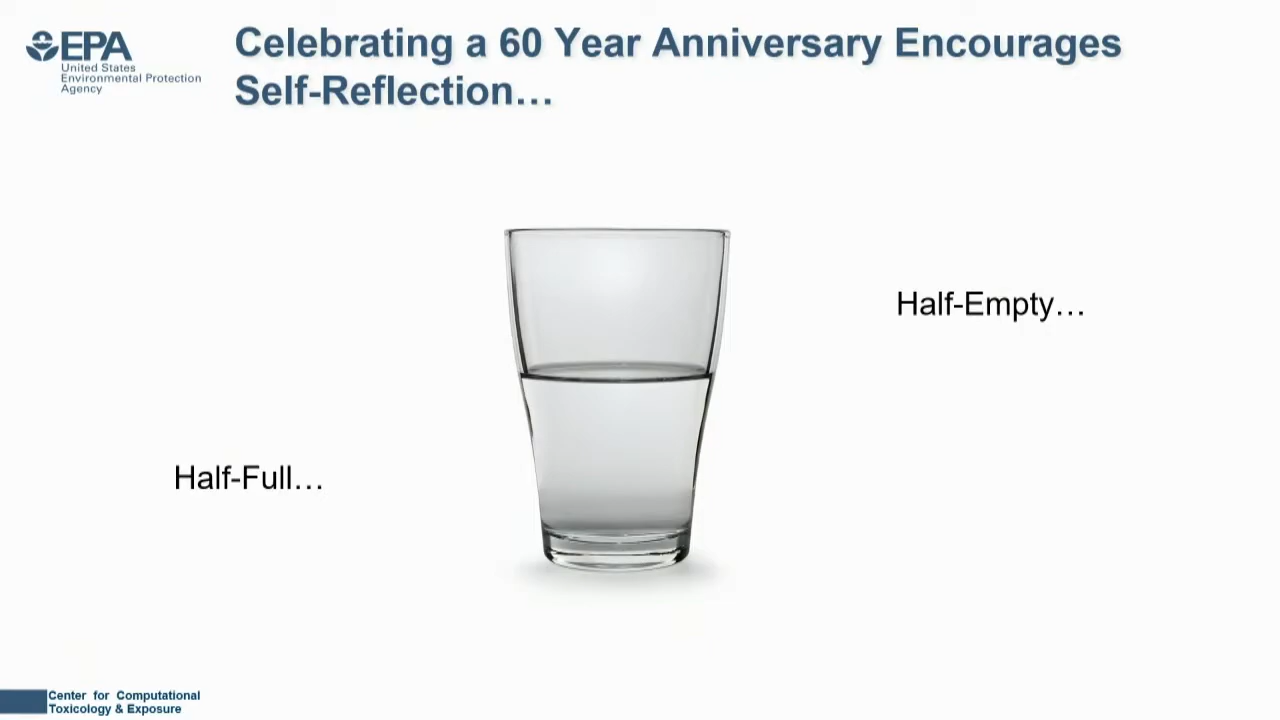 EPA
United States
Environmental Protection
Agency
Celebrating a 60 Year Anniversary Encourages
Self-Reflection…
Half-Empty…
Half-Full…
Center for Computational
Toxicology & Exposure